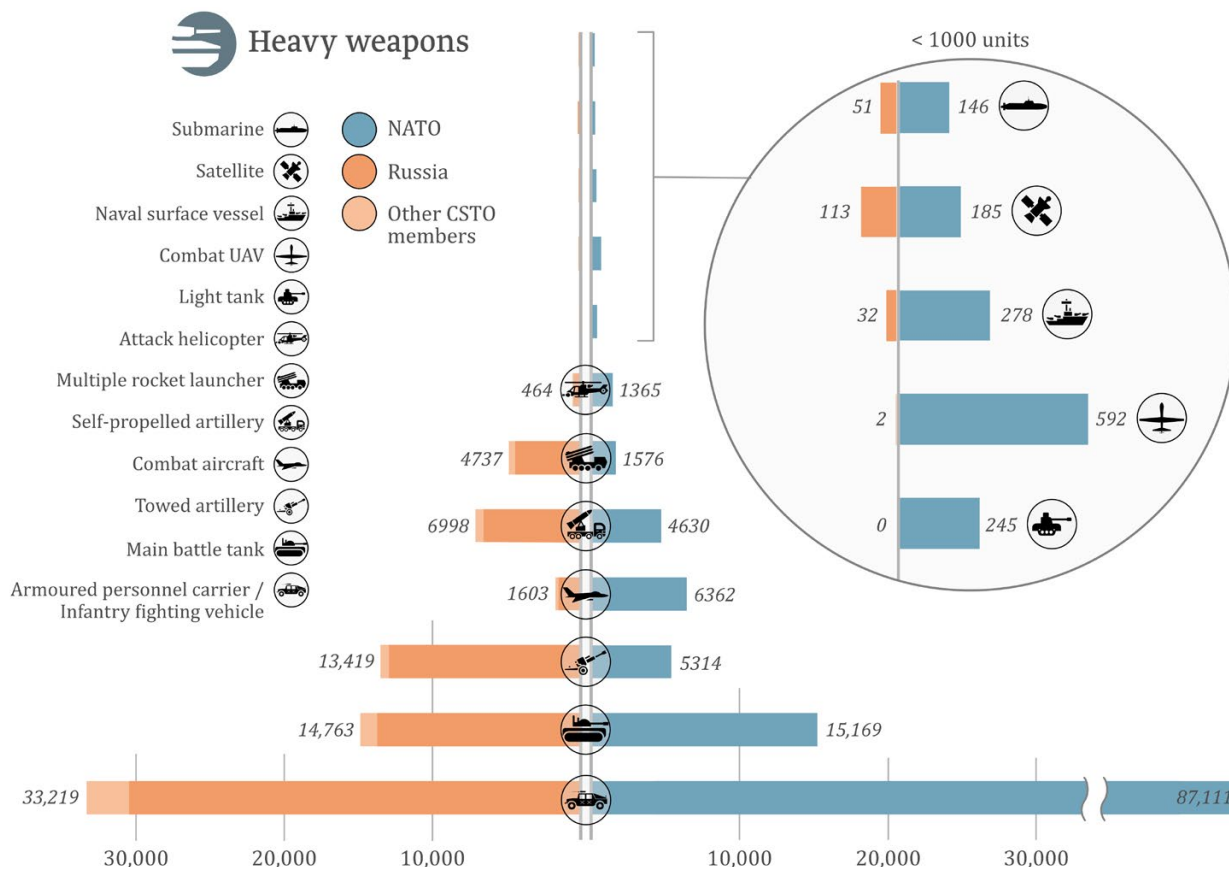 Heavy weapons
Submarine
Satellite
Naval surface vessel
Combat UAV
Light tank
Attack helicopter
Multiple rocket launcher
Self-propelled artillery
Combat aircraft
Towed artillery
Main battle tank
Armoured personnel carrier /
Infantry fighting vehicle
NATO
Russia
Other CSTO
members
< 1000 units
51 146
113 185
32 278
2 592
0 245
464 1365
4737 1576
6998 4630
1603 6362
13,419 5314
14,763 15,169
33,219 87,111
30,000 20,000 10,000 10,000 20,000 30,000